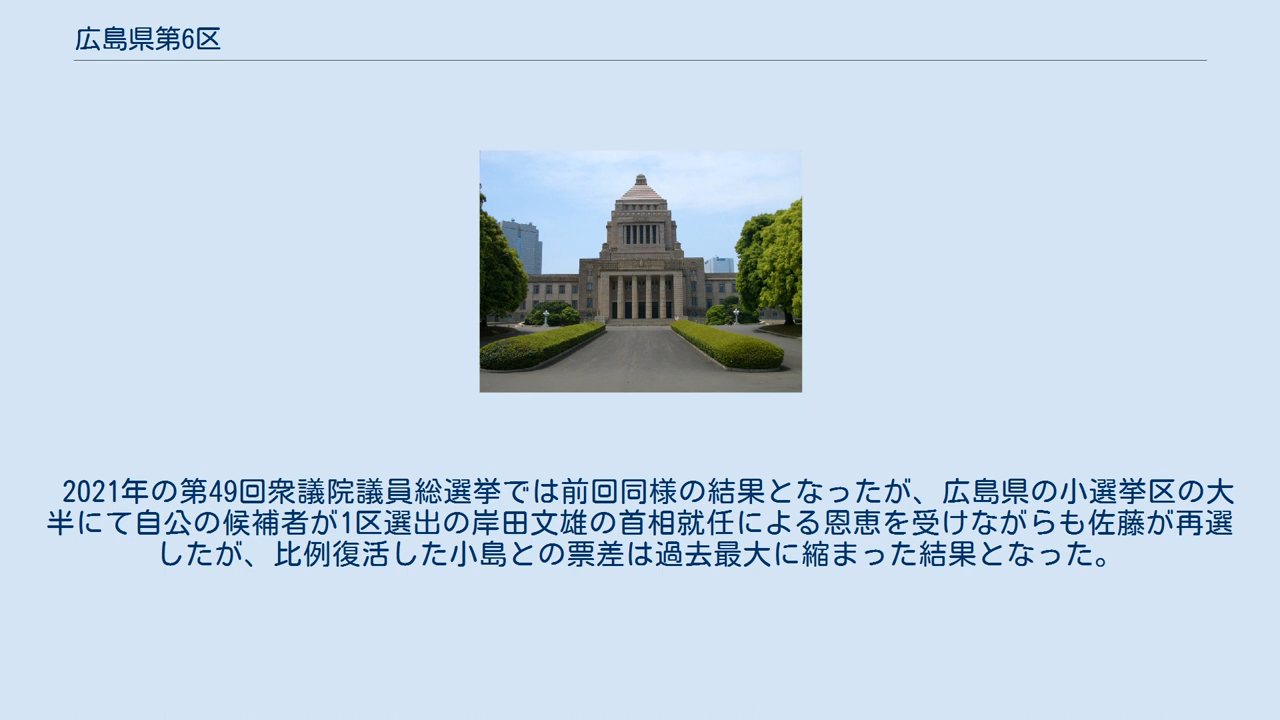 広島県第6区
2021年の第49回衆議院議員総選挙では前回同様の結果となったが、広島県の小選挙区の大
半にて自公の候補者が1区選出の岸田文雄の首相就任による恩恵を受けながらも佐藤が再選
したが、比例復活した小島との票差は過去最大に縮まった結果となった。